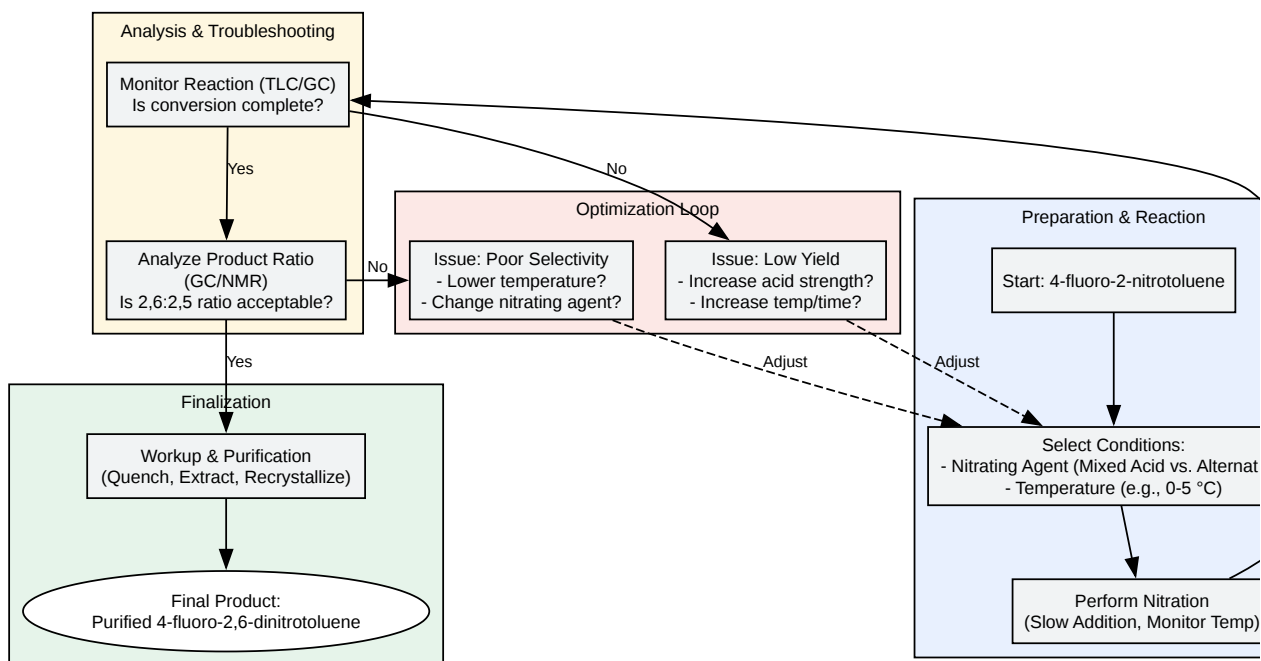 Analysis & Troubleshooting
Monitor Reaction (TLC/GC)
Is conversion complete?
Yes
No
Analyze Product Ratio
(GC/NMR)
Is 2,6:2,5 ratio acceptable?
No
Yes
Optimization Loop
Issue: Poor Selectivity
- Lower temperature?
- Change nitrating agent?
Issue: Low Yield
- Increase acid strength?
- Increase temp/time?
Adjust
Adjust
Preparation & Reaction
Start: 4-fluoro-2-nitrotoluene
Select Conditions:
- Nitrating Agent (Mixed Acid vs. Alternat
- Temperature (e.g., 0-5 °C)
Perform Nitration
(Slow Addition, Monitor Temp)
Finalization
Workup & Purification
(Quench, Extract, Recrystallize)
Final Product:
Purified 4-fluoro-2,6-dinitrotoluene